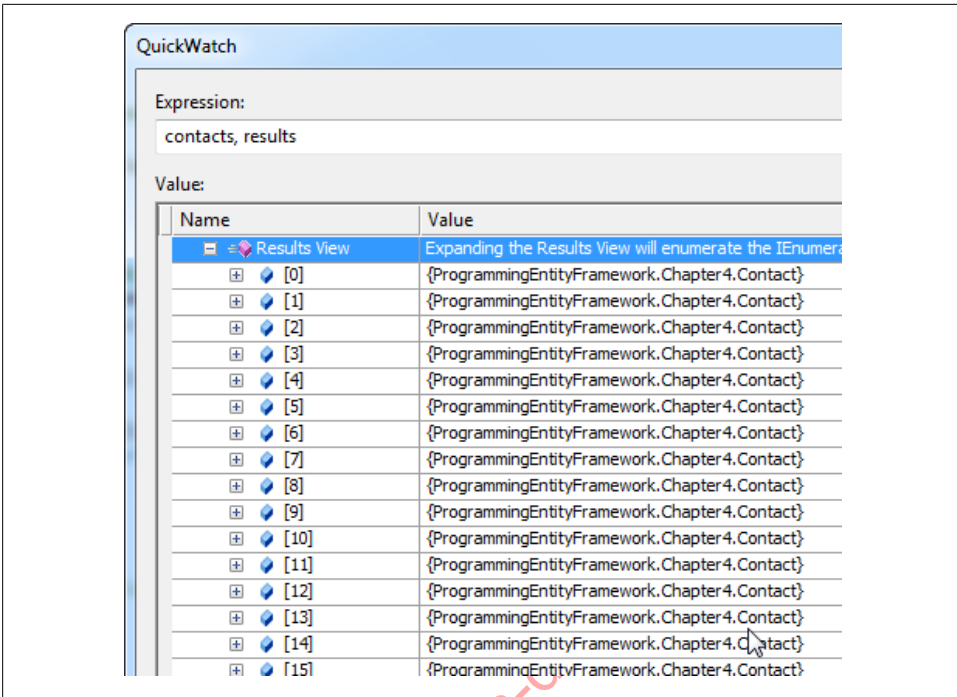 QuickWatch
Expression:
contacts, results
Value:
Name Value
Results View Expanding the Results View will enumerate the IEnumera
[0] {ProgrammingEntityFramework.Chapter4.Contact}
[1] {ProgrammingEntityFramework.Chapter4.Contact}
[2] {ProgrammingEntityFramework.Chapter4.Contact}
[3] {ProgrammingEntityFramework.Chapter4.Contact}
[4] {ProgrammingEntityFramework.Chapter4.Contact}
[5] {ProgrammingEntityFramework.Chapter4.Contact}
[6] {ProgrammingEntityFramework.Chapter4.Contact}
[7] {ProgrammingEntityFramework.Chapter4.Contact}
[8] {ProgrammingEntityFramework.Chapter4.Contact}
[9] {ProgrammingEntityFramework.Chapter4.Contact}
[10] {ProgrammingEntityFramework.Chapter4.Contact}
[11] {ProgrammingEntityFramework.Chapter4.Contact}
[12] {ProgrammingEntityFramework.Chapter4.Contact}
[13] {ProgrammingEntityFramework.Chapter4.Contact}
[14] {ProgrammingEntityFramework.Chapter4.Contact}
[15] {ProgrammingEntityFramework.Chapter4.Contact}